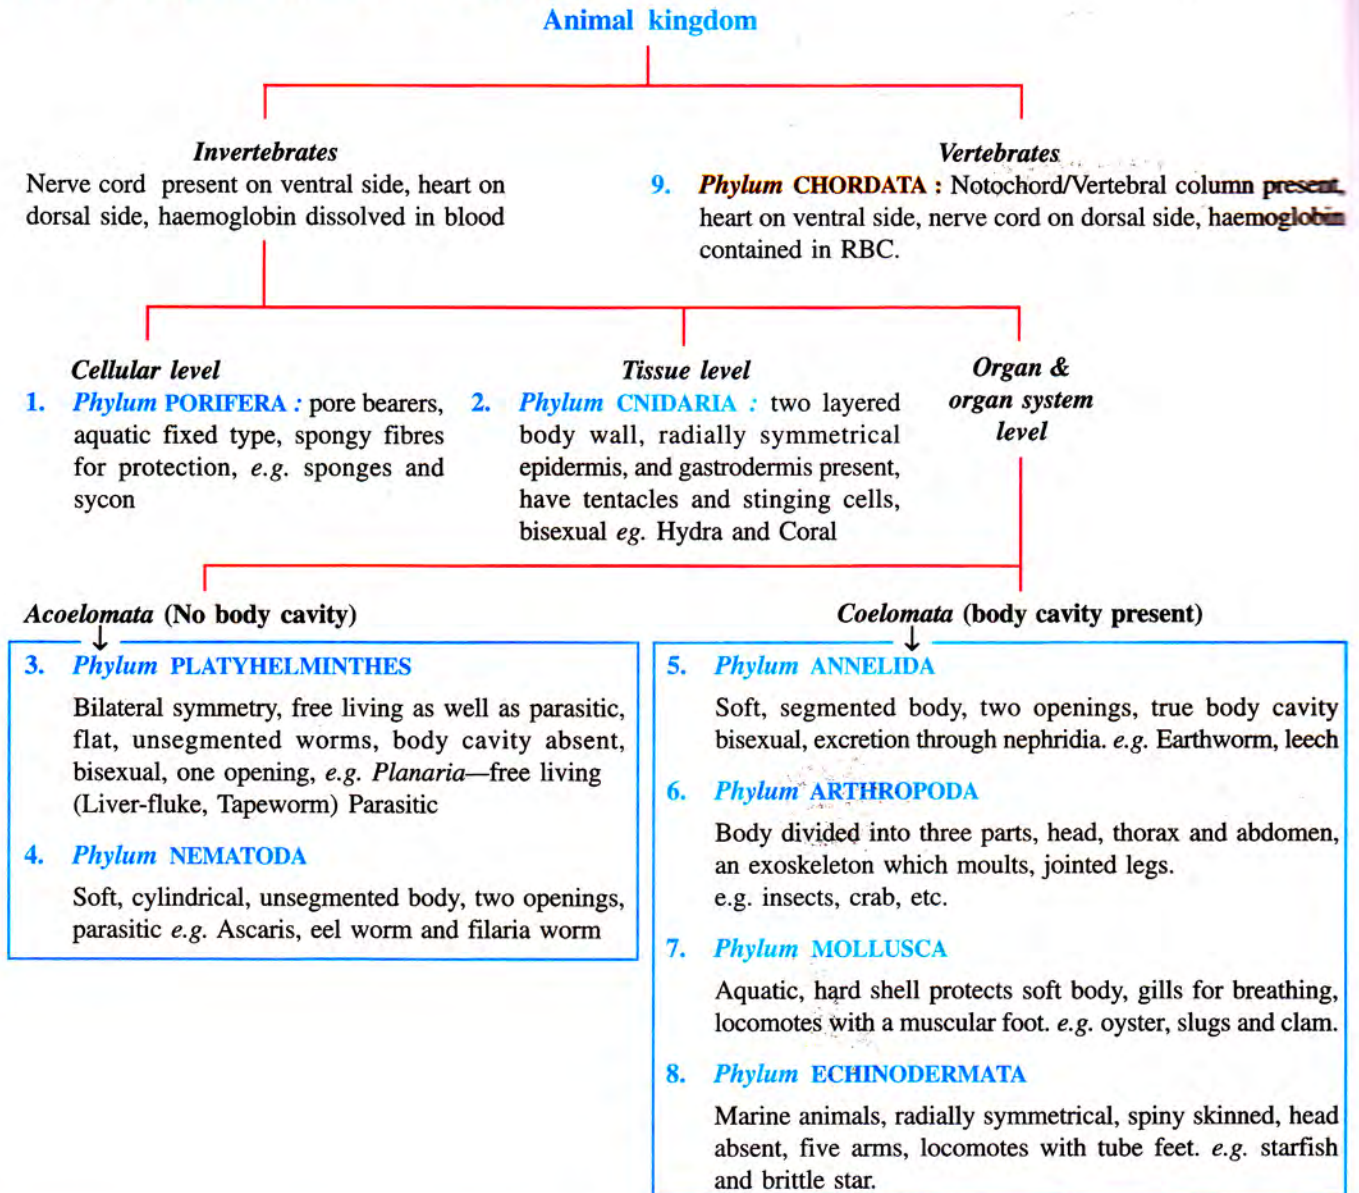 Animal kingdom
Invertebrates
Nerve cord present on ventral side, heart on
dorsal side, haemoglobin dissolved in blood
Vertebrates
9. Phylum CHORDATA : Notochord/Vertebral column present,
heart on ventral side, nerve cord on dorsal side, haemoglobin
contained in RBC.
Cellular level
1. Phylum PORIFERA : pore bearers,
aquatic fixed type, spongy fibres
for protection, e.g. sponges and
sycon
Tissue level
2. Phylum CNIDARIA : two layered
body wall, radially symmetrical
epidermis, and gastrodermis present,
have tentacles and stinging cells,
bisexual eg. Hydra and Coral
Organ &
organ system
level
Acoelomata (No body cavity)
3. Phylum PLATYHELMINTHES
Bilateral symmetry, free living as well as parasitic,
flat, unsegmented worms, body cavity absent,
bisexual, one opening, e.g. Planaria—free living
(Liver-fluke, Tapeworm) Parasitic
4. Phylum NEMATODA
Soft, cylindrical, unsegmented body, two openings,
parasitic e.g. Ascaris, eel worm and filaria worm
Coelomata (body cavity present)
5. Phylum ANNELIDA
Soft, segmented body, two openings, true body cavity
bisexual, excretion through nephridia. e.g. Earthworm, leech
6. Phylum ARTHROPODA
Body divided into three parts, head, thorax and abdomen,
an exoskeleton which moults, jointed legs.
e.g. insects, crab, etc.
7. Phylum MOLLUSCA
Aquatic, hard shell protects soft body, gills for breathing,
locomotes with a muscular foot. e.g. oyster, slugs and clam.
8. Phylum ECHINODERMATA
Marine animals, radially symmetrical, spiny skinned, head
absent, five arms, locomotes with tube feet. e.g. starfish
and brittle star.